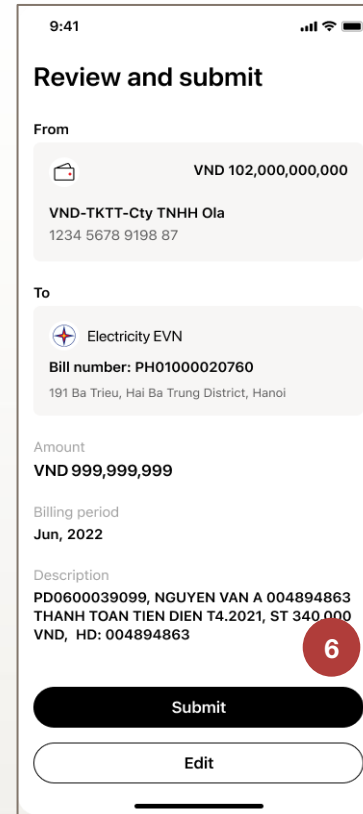 9:41
Review and submit
From
VND 102,000,000,000
VND-TKTT-Cty TNHH Ola
1234 5678 9198 87
To
Electricity EVN
Bill number: PH01000020760
191 Ba Trieu, Hai Ba Trung District, Hanoi
Amount
VND 999,999,999
Billing period
Jun, 2022
Description
PD0600039099, NGUYEN VAN A 004894863
THANH TOAN TIEN DIEN T4.2021, ST 340,000
VND, HD: 004894863
6
Submit
Edit